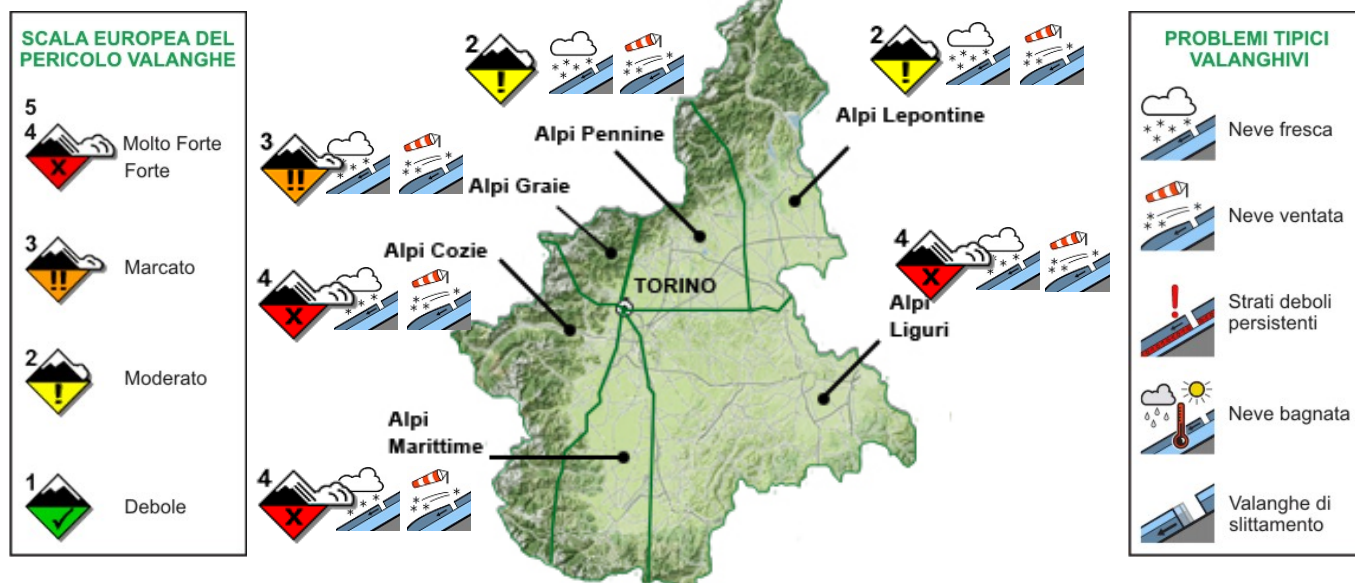 SCALA EUROPEA DEL
PERICOLO VALANGHE
5
4
Molto Forte
Forte
3
Marcato
2
Moderato
1
Debole
2
2
Alpi Pennine
Alpi Lepontine
3
Alpi Graie
Alpi Cozie
4
TORINO
4
Alpi
Liguri
Alpi
Marittime
4
PROBLEMI TIPICI
VALANGHIVI
Neve fresca
Neve ventata
Strati deboli
persistenti
Neve bagnata
Valanghe di
slittamento